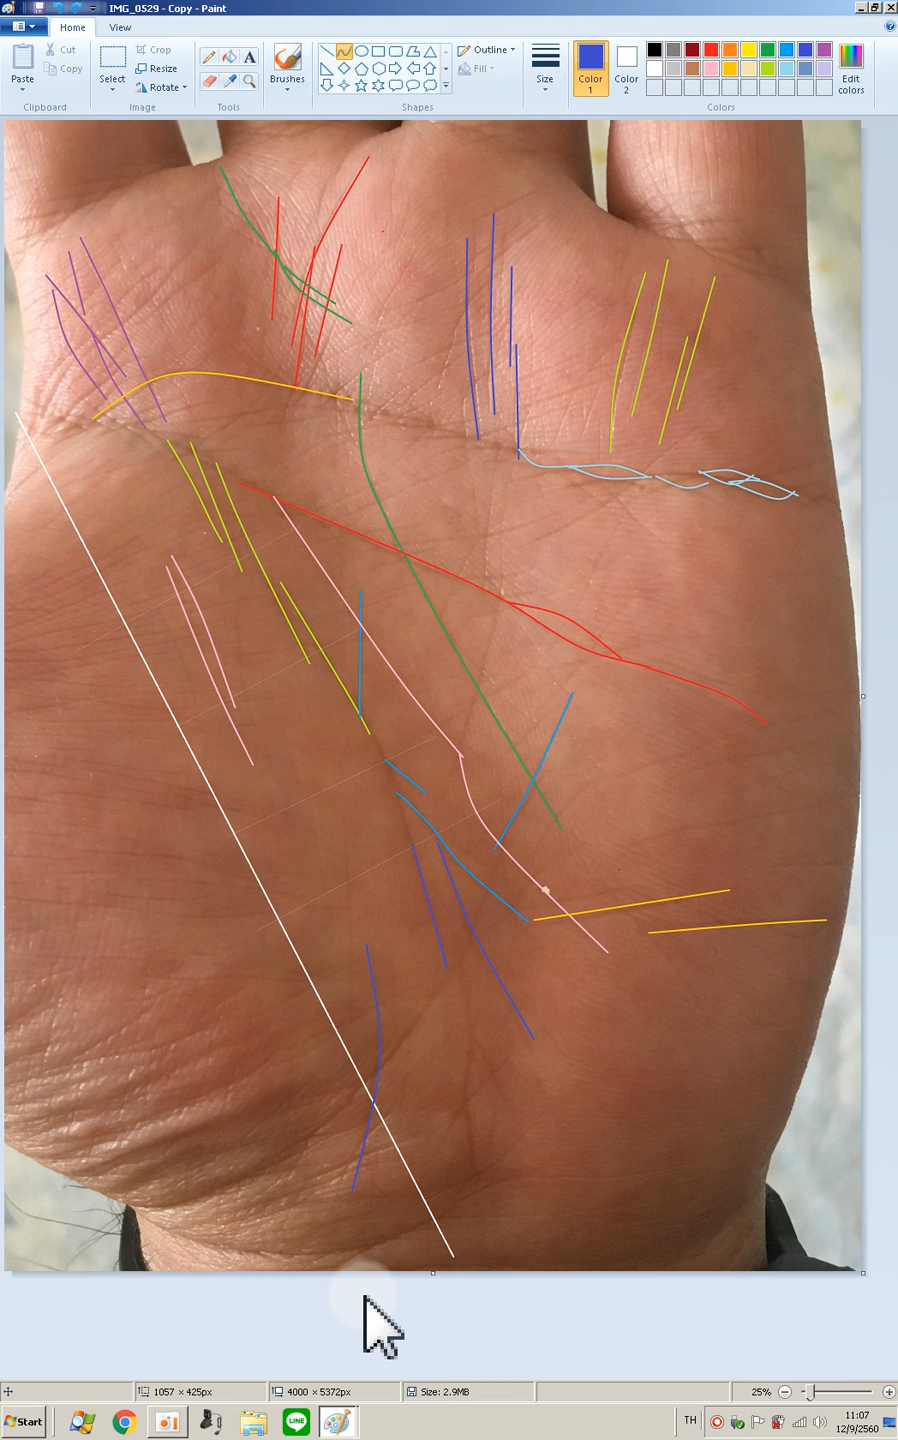 IMG_0529 - Copy - Paint
Home
View
Paste
Cut
Copy
Clipboard
Select
Crop
Resize
Rotate
Image
A
Tools
Brushes
Outline
Fill
Shapes
Size
Color 1
Color 2
Edit colors
Colors
1057 × 425px
4000 × 5372px
Size: 2.9MB
25%
Start
LINE
TH
11:07
12/9/2560